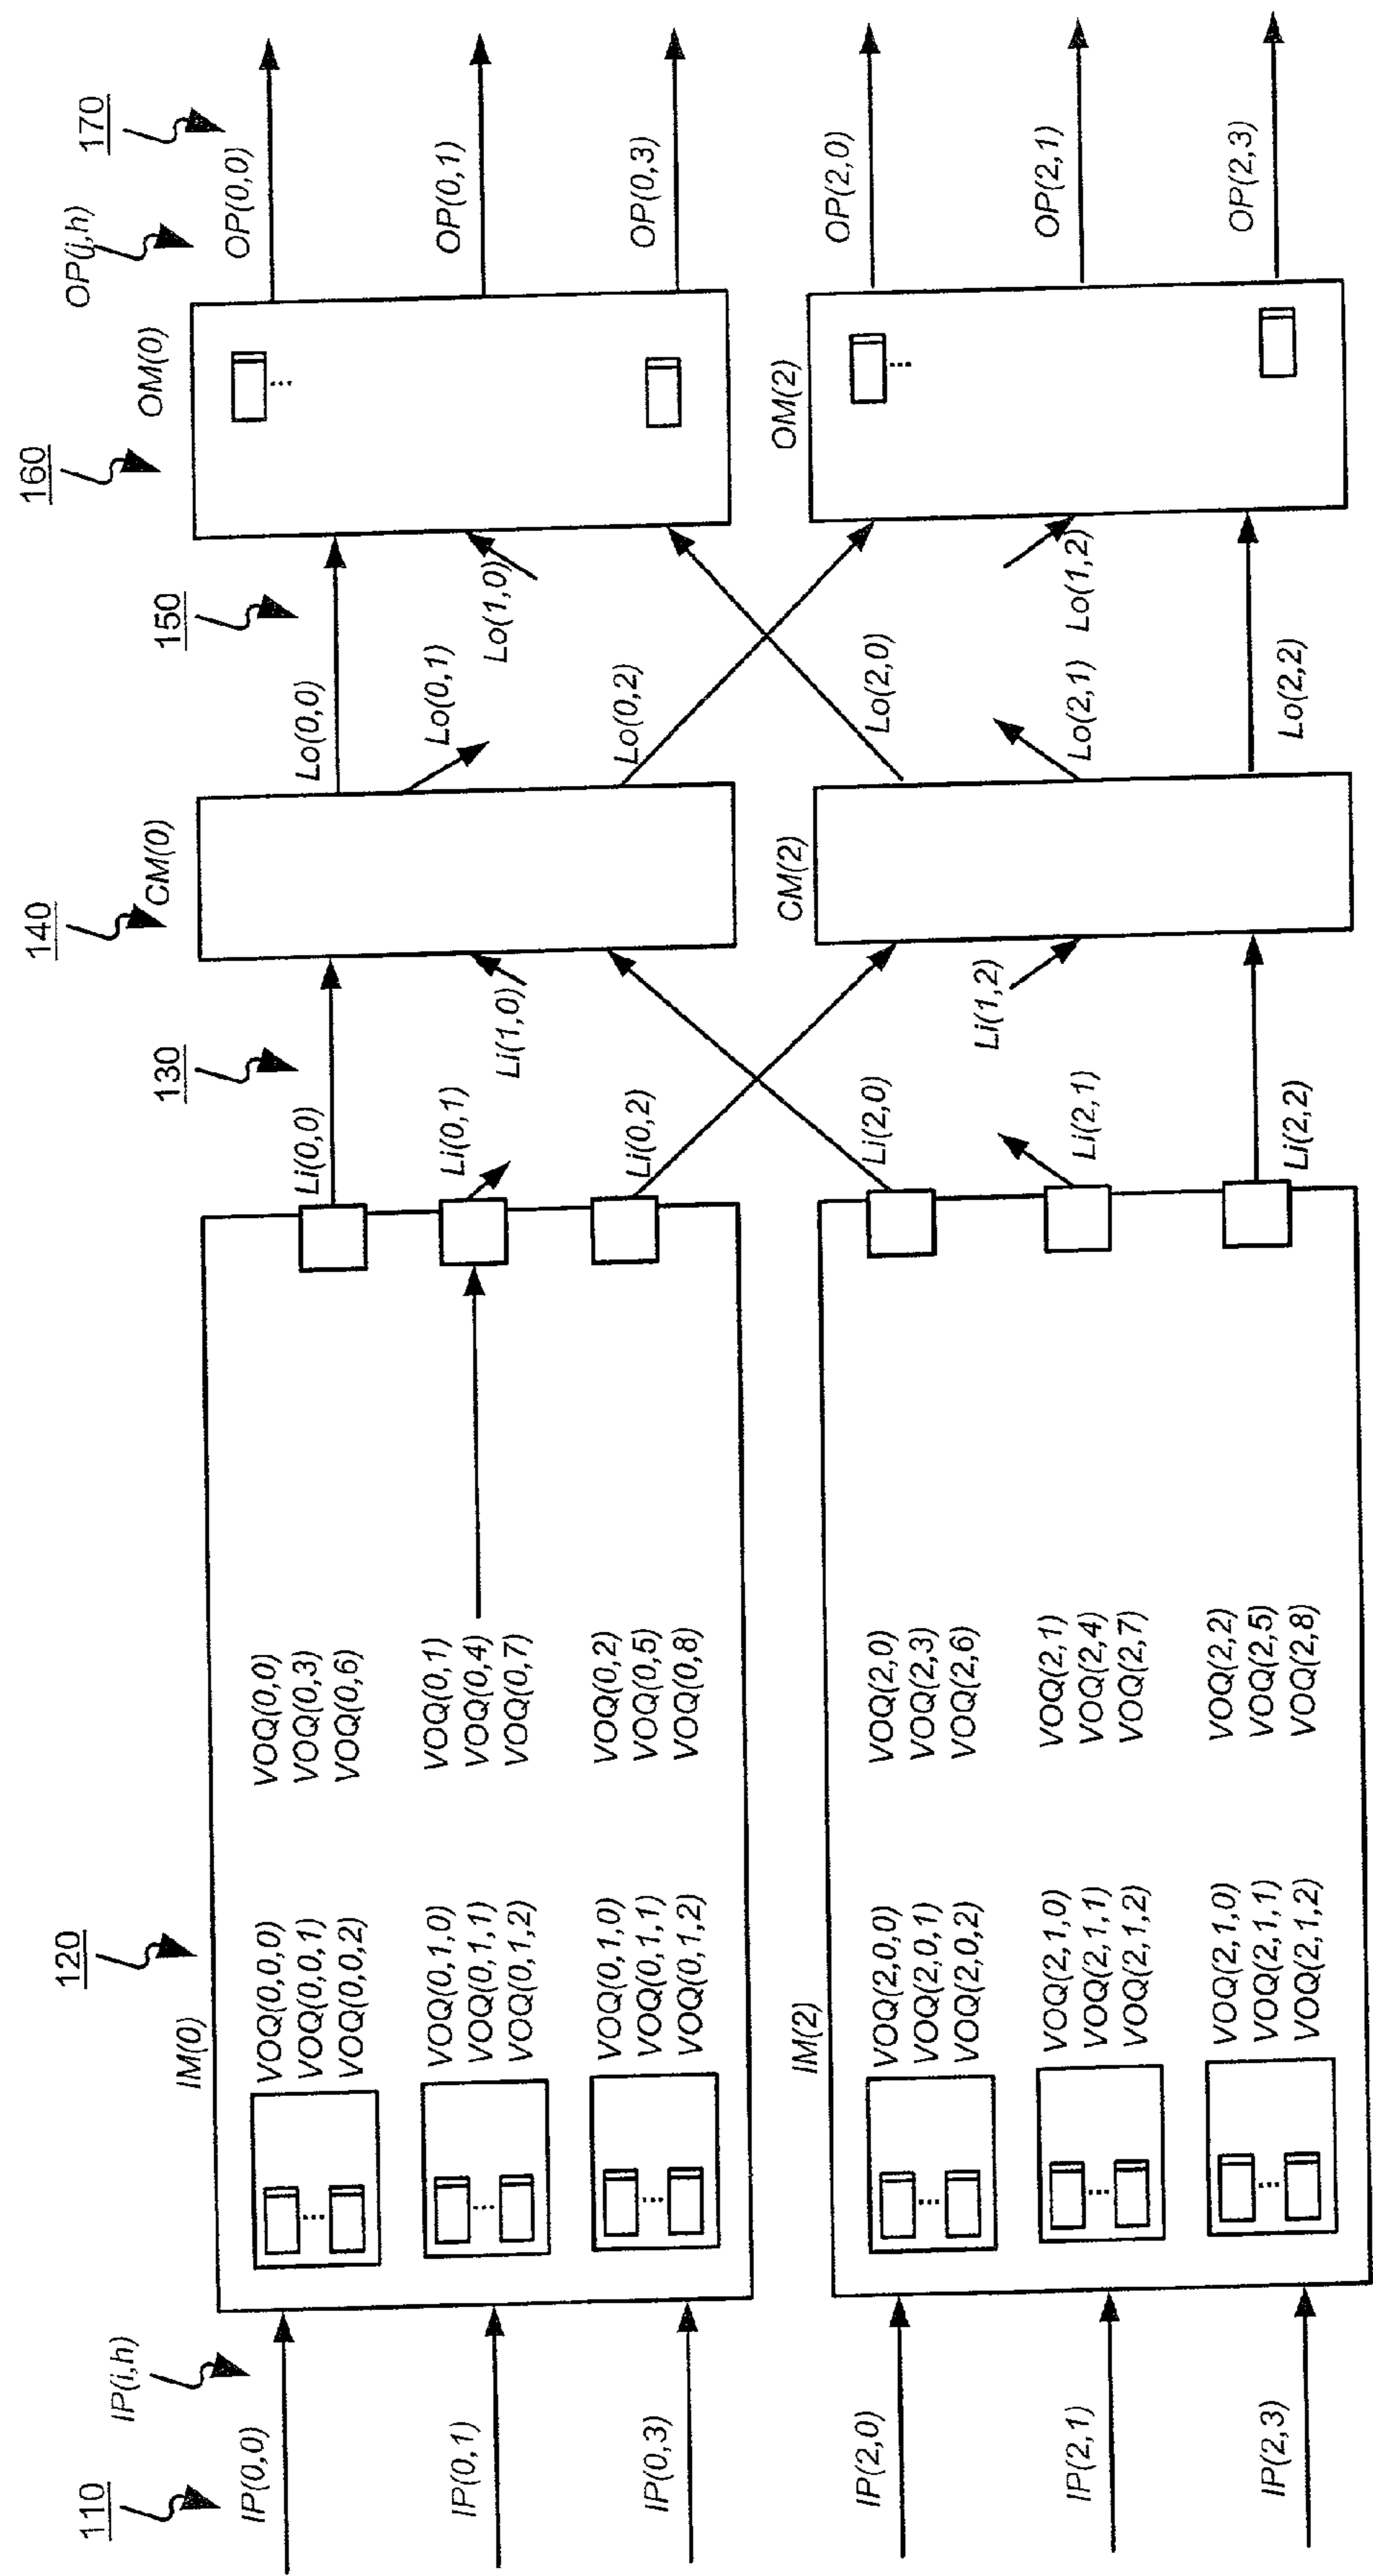 110
IP(i,h)
IP(0,0)
IP(0,1)
IP(0,3)
IP(2,0)
IP(2,1)
IP(2,3)
120
IM(0)
VOQ(0,0,0)
VOQ(0,0,1)
VOQ(0,0,2)
VOQ(0,1,0)
VOQ(0,1,1)
VOQ(0,1,2)
VOQ(0,1,0)
VOQ(0,1,1)
VOQ(0,1,2)
VOQ(0,0)
VOQ(0,3)
VOQ(0,6)
VOQ(0,1)
VOQ(0,4)
VOQ(0,7)
VOQ(0,2)
VOQ(0,5)
VOQ(0,8)
IM(2)
VOQ(2,0,0)
VOQ(2,0,1)
VOQ(2,0,2)
VOQ(2,1,0)
VOQ(2,1,1)
VOQ(2,1,2)
VOQ(2,1,0)
VOQ(2,1,1)
VOQ(2,1,2)
VOQ(2,0)
VOQ(2,3)
VOQ(2,6)
VOQ(2,1)
VOQ(2,4)
VOQ(2,7)
VOQ(2,2)
VOQ(2,5)
VOQ(2,8)
130
Li(0,0)
Li(0,1)
Li(1,0)
Li(0,2)
Li(2,0)
Li(2,1)
Li(1,2)
Li(2,2)
140
CM(0)
CM(2)
150
Lo(0,0)
Lo(0,1)
Lo(1,0)
Lo(0,2)
Lo(2,0)
Lo(2,1)
Lo(1,2)
Lo(2,2)
160
OM(0)
OM(2)
OP(j,h)
170
OP(0,0)
OP(0,1)
OP(0,3)
OP(2,0)
OP(2,1)
OP(2,3)